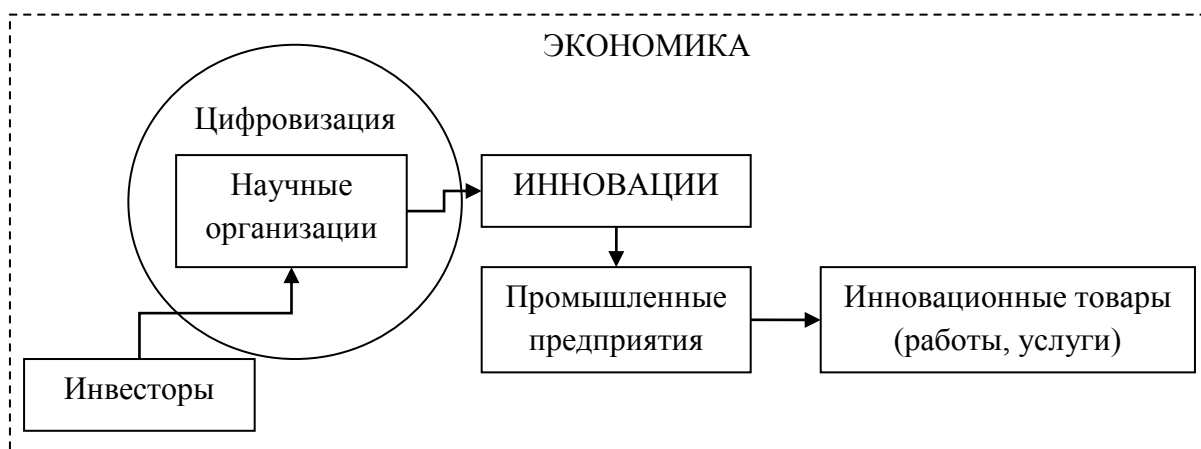 ЭКОНОМИКА
Цифровизация
Научные
организации
ИННОВАЦИИ
Промышленные
предприятия
Инновационные товары
(работы, услуги)
Инвесторы